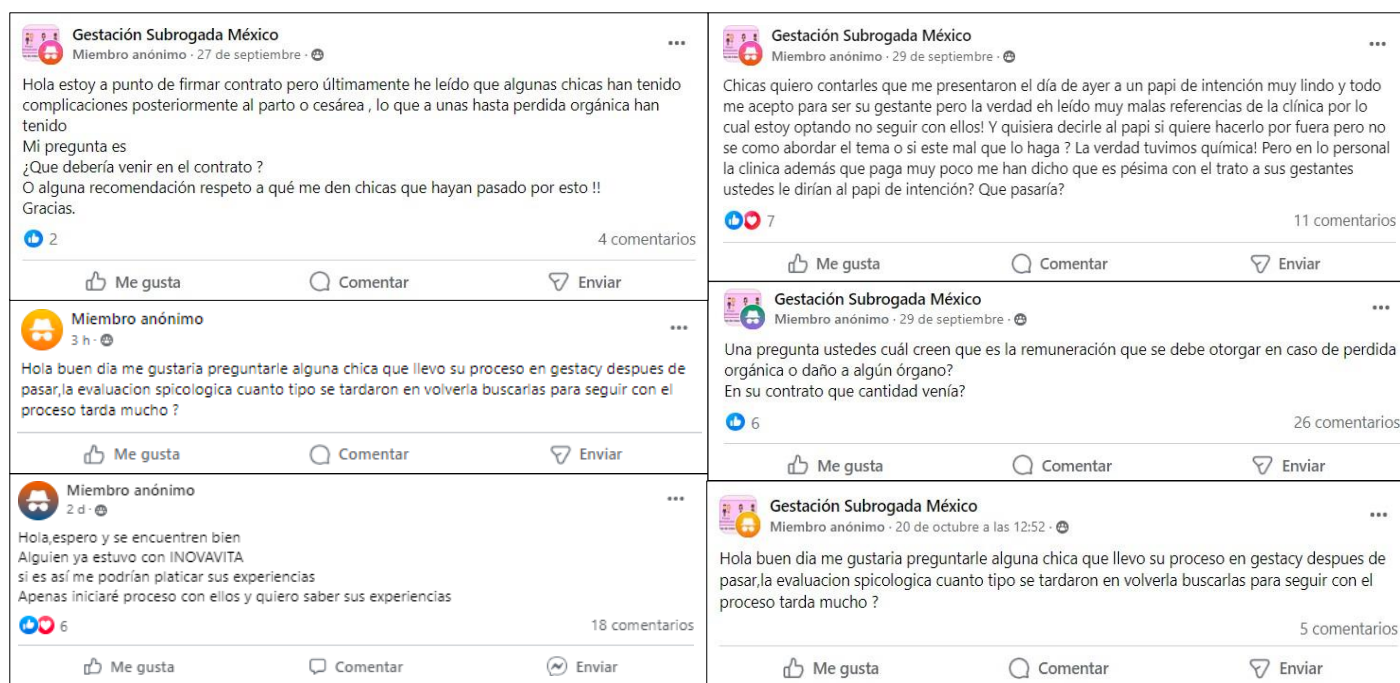 Gestación Subrogada México
Miembro anónimo · 27 de septiembre ·
Hola estoy a punto de firmar contrato pero últimamente he leído que algunas chicas han tenido
complicaciones posteriormente al parto o cesárea , lo que a unas hasta perdida orgánica han
tenido
Mi pregunta es
¿Que debería venir en el contrato ?
O alguna recomendación respeto a qué me den chicas que hayan pasado por esto !!
Gracias.
2
4 comentarios
Me gusta
Comentar
Enviar
Miembro anónimo
3 h ·
Hola buen dia me gustaria preguntarle alguna chica que llevo su proceso en gestacy despues de
pasar,la evaluacion spicologica cuanto tipo se tardaron en volverla buscarlas para seguir con el
proceso tarda mucho ?
Me gusta
Comentar
Enviar
Miembro anónimo
2 d ·
Hola,espero y se encuentren bien
Alguien ya estuvo con INOVAVITA
si es así me podrían platicar sus experiencias
Apenas iniciaré proceso con ellos y quiero saber sus experiencias
6
18 comentarios
Me gusta
Comentar
Enviar
Gestación Subrogada México
Miembro anónimo · 29 de septiembre ·
Chicas quiero contarles que me presentaron el día de ayer a un papi de intención muy lindo y todo
me acepto para ser su gestante pero la verdad eh leído muy malas referencias de la clínica por lo
cual estoy optando no seguir con ellos! Y quisiera decirle al papi si quiere hacerlo por fuera pero no
se como abordar el tema o si este mal que lo haga ? La verdad tuvimos química! Pero en lo personal
la clinica además que paga muy poco me han dicho que es pésima con el trato a sus gestantes
ustedes le dirían al papi de intención? Que pasaría?
7
11 comentarios
Me gusta
Comentar
Enviar
Gestación Subrogada México
Miembro anónimo · 29 de septiembre ·
Una pregunta ustedes cuál creen que es la remuneración que se debe otorgar en caso de perdida
orgánica o daño a algún órgano?
En su contrato que cantidad venía?
6
26 comentarios
Me gusta
Comentar
Enviar
Gestación Subrogada México
Miembro anónimo · 20 de octubre a las 12:52 ·
Hola buen dia me gustaria preguntarle alguna chica que llevo su proceso en gestacy despues de
pasar,la evaluacion spicologica cuanto tipo se tardaron en volverla buscarlas para seguir con el
proceso tarda mucho ?
5 comentarios
Me gusta
Comentar
Enviar